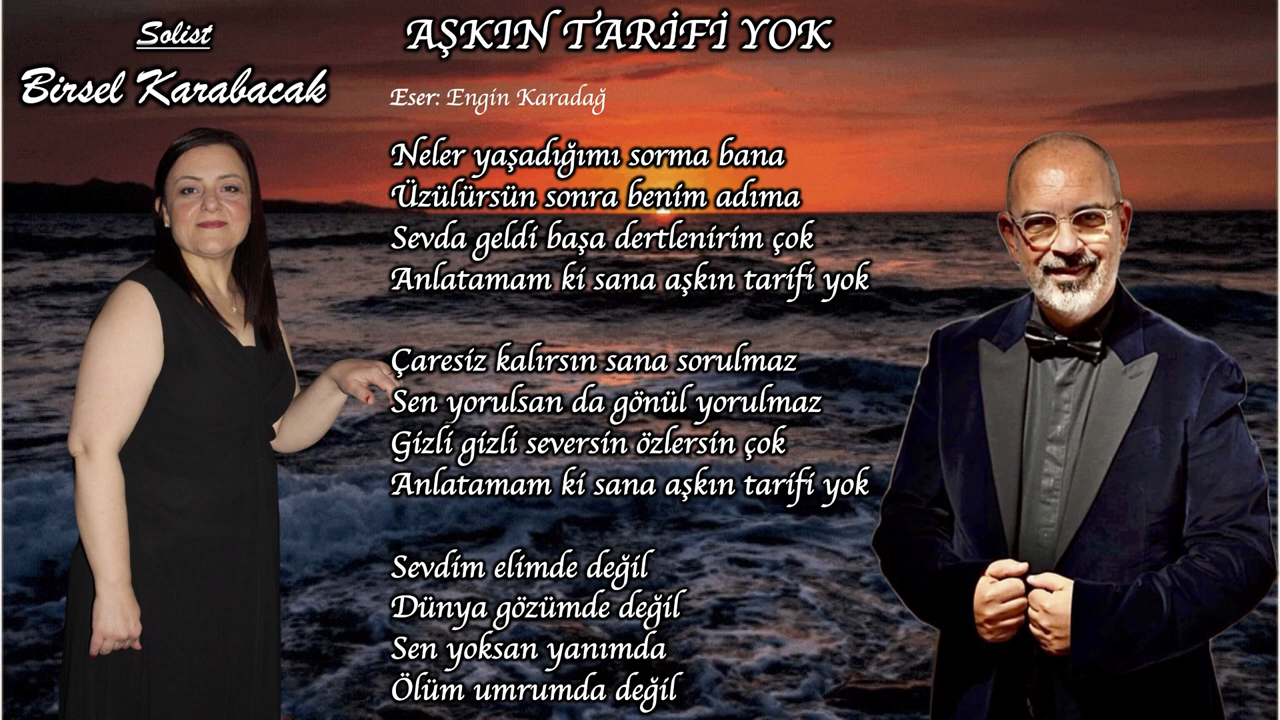 Solist
Birsel Karabacak
AŞKIN TARİFİ YOK
Eser: Engin Karadağ
Neler yaşadığımı sorma bana
Üzülürsün sonra benim adıma
Sevda geldi başa dertlenirim çok
Anlatamam ki sana aşkın tarifi yok
Çaresiz kalırsın sana sorulmaz
Sen yorulsan da gönül yorulmaz
Gizli gizli seversin özlersin çok
Anlatamam ki sana aşkın tarifi yok
Sevdim elimde değil
Dünya gözümde değil
Sen yoksan yanımda
Ölüm umrumda değil